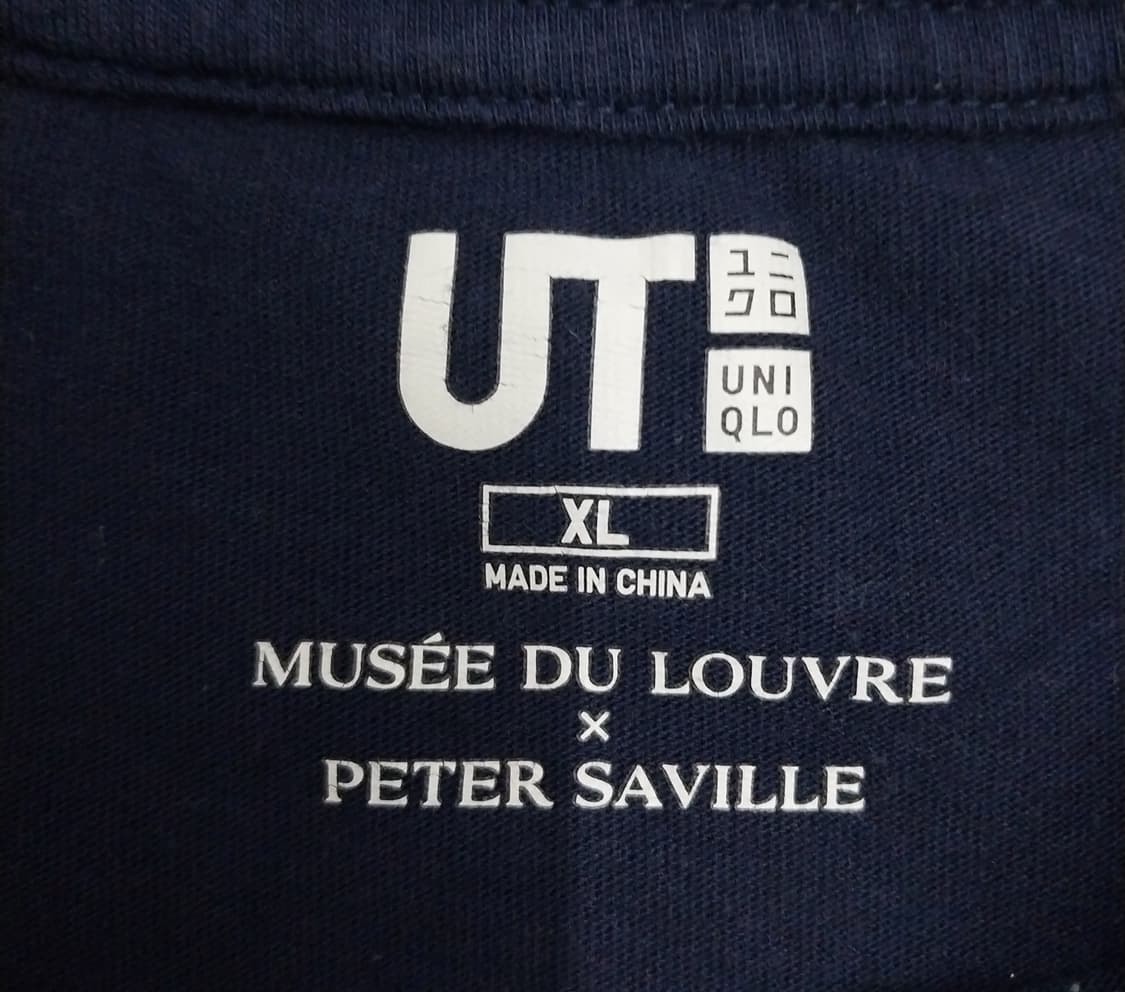 UT
ユニ
クロ
UNI
QLO
XL
MADE IN CHINA
MUSÉE DU LOUVRE
×
PETER SAVILLE